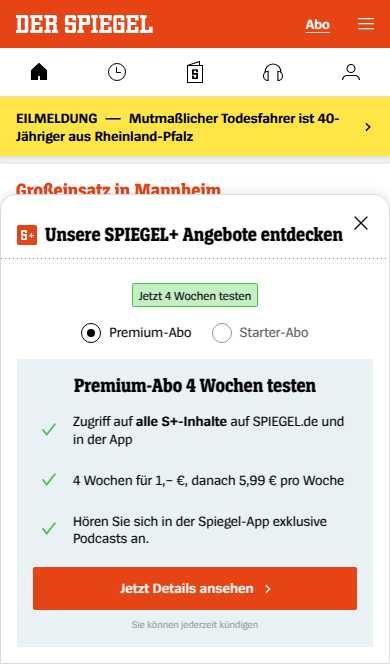 DER SPIEGEL
Abo
S
EILMELDUNG — Mutmaßlicher Todesfahrer ist 40-
Jähriger aus Rheinland-Pfalz
Großeinsatz in Mannheim
S+ Unsere SPIEGEL+ Angebote entdecken
Jetzt 4 Wochen testen
Premium-Abo
Starter-Abo
Premium-Abo 4 Wochen testen
Zugriff auf alle S+-Inhalte auf SPIEGEL.de und
in der App
4 Wochen für 1,– €, danach 5,99 € pro Woche
Hören Sie sich in der Spiegel-App exklusive
Podcasts an.
Jetzt Details ansehen
Sie können jederzeit kündigen